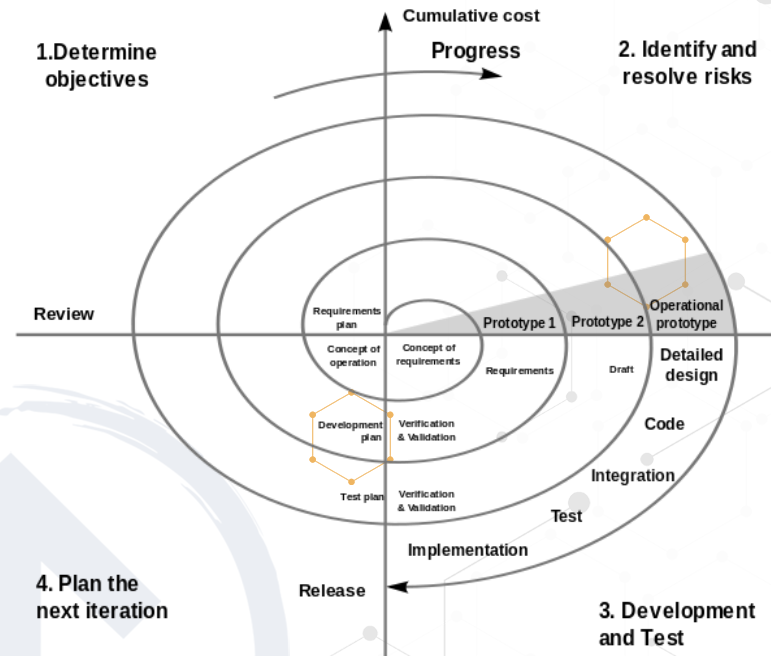 Cumulative cost
Progress
1.Determine
objectives
2. Identify and
resolve risks
Review
Requirements
plan
Prototype 1
Prototype 2
Operational
prototype
Concept of
operation
Concept of
requirements
Requirements
Draft
Detailed
design
Development
plan
Verification
& Validation
Code
Integration
Test plan
Verification
& Validation
Test
Implementation
Release
4. Plan the
next iteration
3. Development
and Test